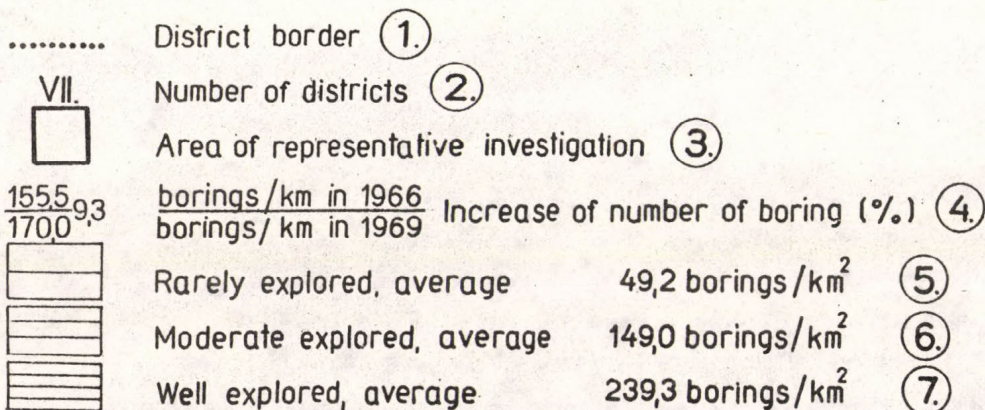 District border 1.
VII. Number of districts 2.
Area of representative investigation 3.
155,5 9,3 borings/km in 1966 Increase of number of boring (%) 4.
170,0 borings/km in 1969
Rarely explored, average 49,2 borings/km² 5.
Moderate explored, average 149,0 borings/km² 6.
Well explored, average 239,3 borings/km² 7.